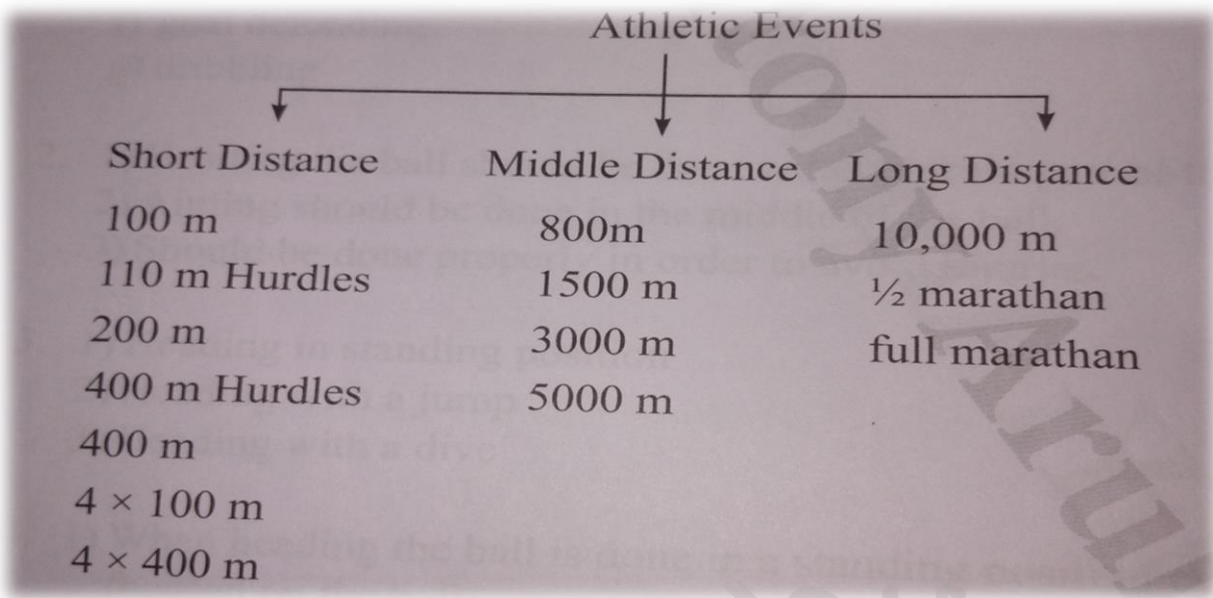 Athletic Events
Short Distance
100 m
110 m Hurdles
200 m
400 m Hurdles
400 m
4 × 100 m
4 × 400 m
Middle Distance
800m
1500 m
3000 m
5000 m
Long Distance
10,000 m
½ marathan
full marathan